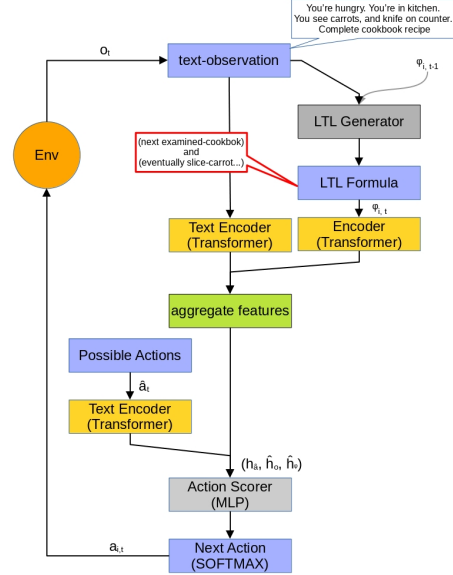 You're hungry. You're in kitchen.
You see carrots, and knife on counter.
Complete cookbook recipe
oₜ
text-observation
φᵢ, ₜ₋₁
LTL Generator
Env
(next examined-cookbok)
and
(eventually slice-carrot...)
LTL Formula
φᵢ, ₜ
Text Encoder
(Transformer)
Encoder
(Transformer)
aggregate features
Possible Actions
âₜ
Text Encoder
(Transformer)
(hₐ̂, ĥₒ, ĥᵩ)
Action Scorer
(MLP)
aᵢ,ₜ
Next Action
(SOFTMAX)